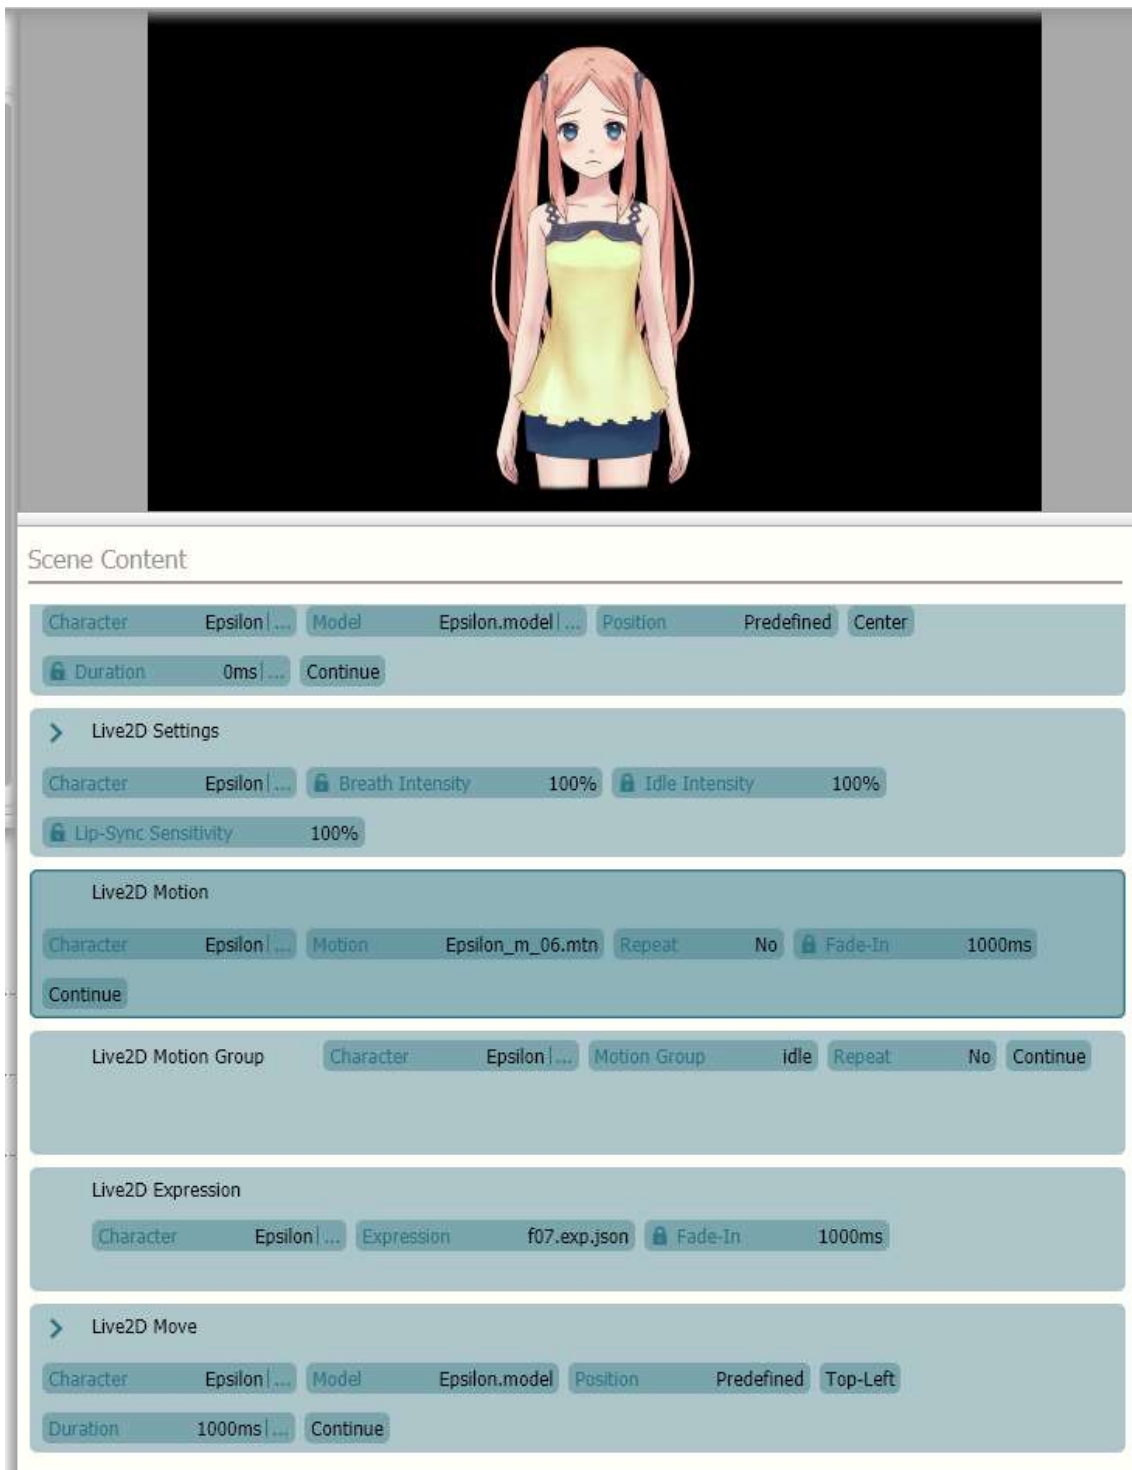 Scene Content
Character Epsilon|... Model Epsilon.model|... Position Predefined Center
Duration 0ms|... Continue
Live2D Settings
Character Epsilon|... Breath Intensity 100% Idle Intensity 100%
Lip-Sync Sensitivity 100%
Live2D Motion
Character Epsilon|... Motion Epsilon_m_06.mtn Repeat No Fade-In 1000ms
Continue
Live2D Motion Group Character Epsilon|... Motion Group idle Repeat No Continue
Live2D Expression
Character Epsilon|... Expression f07.exp.json Fade-In 1000ms
Live2D Move
Character Epsilon|... Model Epsilon.model Position Predefined Top-Left
Duration 1000ms|... Continue